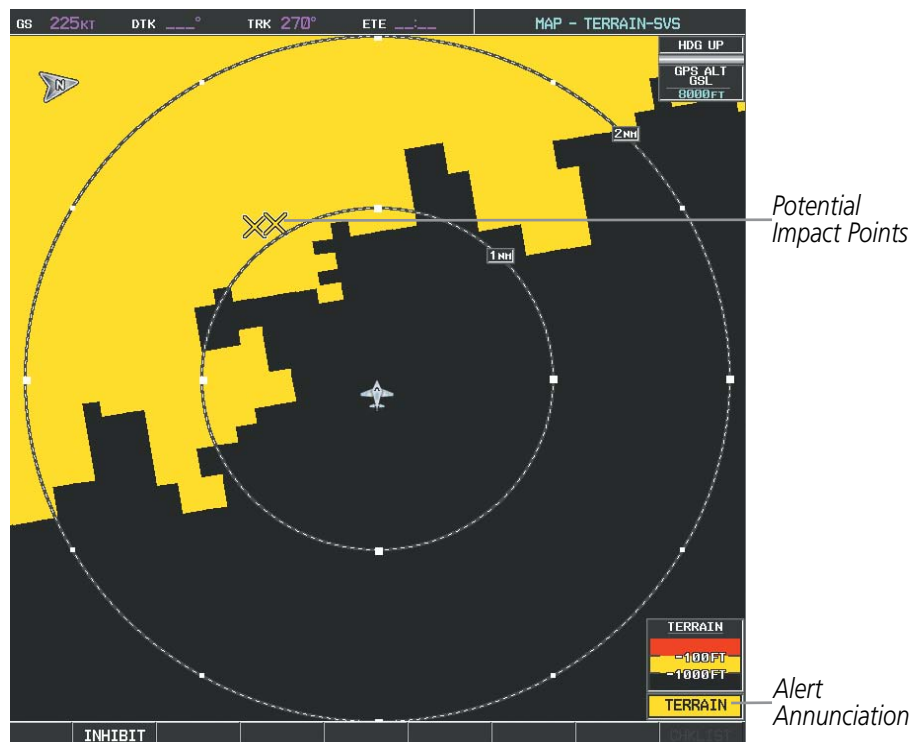 GS 225KT DTK ___° TRK 270° ETE __:__ MAP - TERRAIN-SVS
HDG UP
N
GPS ALT
GSL
8000FT
2NM
Potential
Impact Points
1NM
TERRAIN
-100FT
-1000FT
TERRAIN
Alert
Annunciation
INHIBIT
CHKLIST